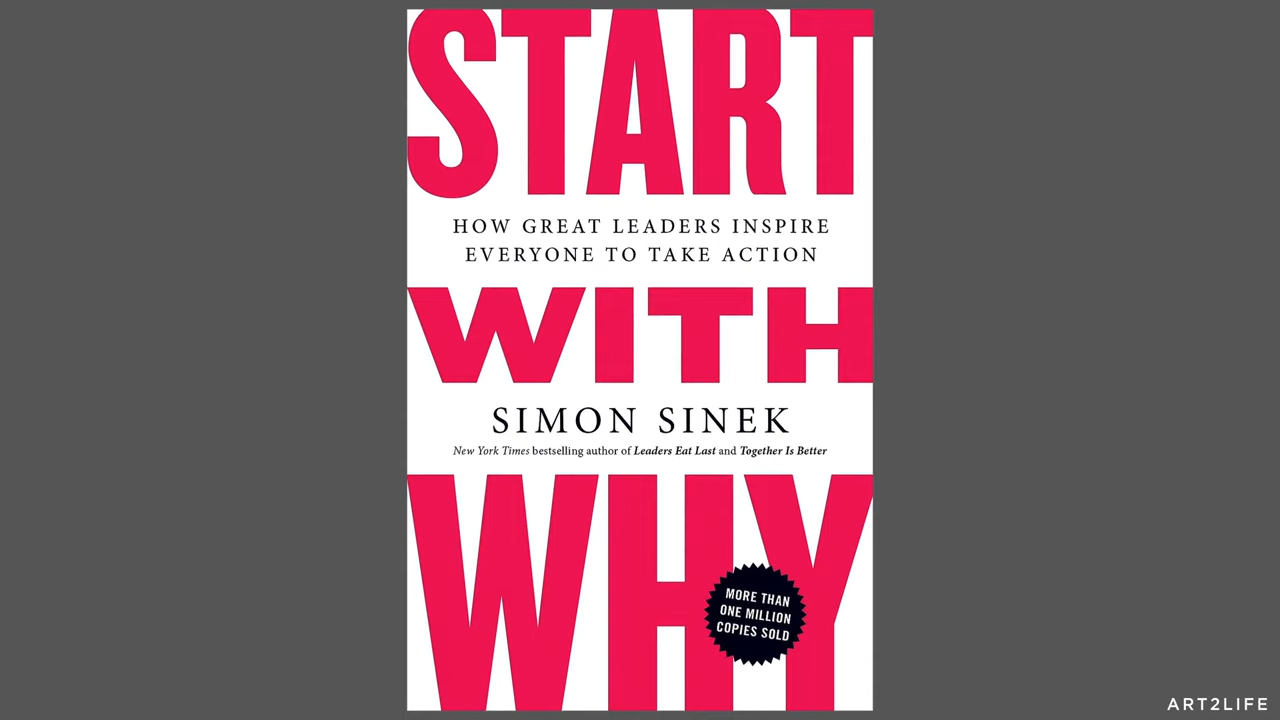 START
HOW GREAT LEADERS INSPIRE
EVERYONE TO TAKE ACTION
WITH
SIMON SINEK
New York Times bestselling author of Leaders Eat Last and Together Is Better
WHY
MORE THAN
ONE MILLION
COPIES SOLD
ART2LIFE